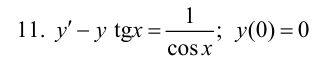 11. y′ − y tgx = 1/cos x; y(0) = 0